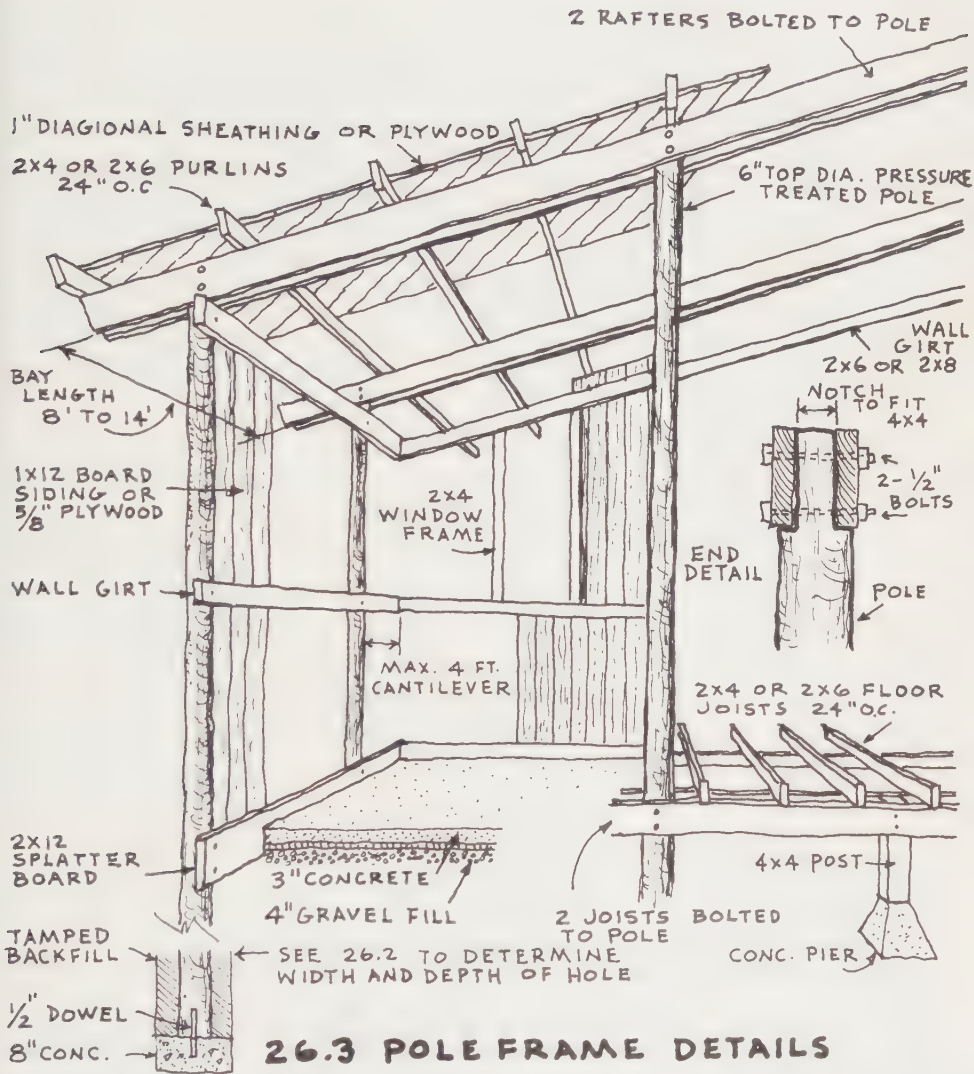 2 RAFTERS BOLTED TO POLE
1" DIAGIONAL SHEATHING OR PLYWOOD
2X4 OR 2X6 PURLINS
24" O.C
6" TOP DIA. PRESSURE
TREATED POLE
WALL
GIRT
2X6 OR 2X8
BAY
LENGTH
8' TO 14'
NOTCH
TO FIT
4X4
1X12 BOARD
SIDING OR
5/8" PLYWOOD
2X4
WINDOW
FRAME
2-1/2"
BOLTS
END
DETAIL
WALL GIRT
POLE
MAX. 4 FT.
CANTILEVER
2X4 OR 2X6 FLOOR
JOISTS 24" O.C.
2X12
SPLATTER
BOARD
3" CONCRETE
4" GRAVEL FILL
4X4 POST
2 JOISTS BOLTED
TO POLE
CONC. PIER
TAMPED
BACKFILL
SEE 26.2 TO DETERMINE
WIDTH AND DEPTH OF HOLE
1/2" DOWEL
8" CONC.
26.3 POLE FRAME DETAILS